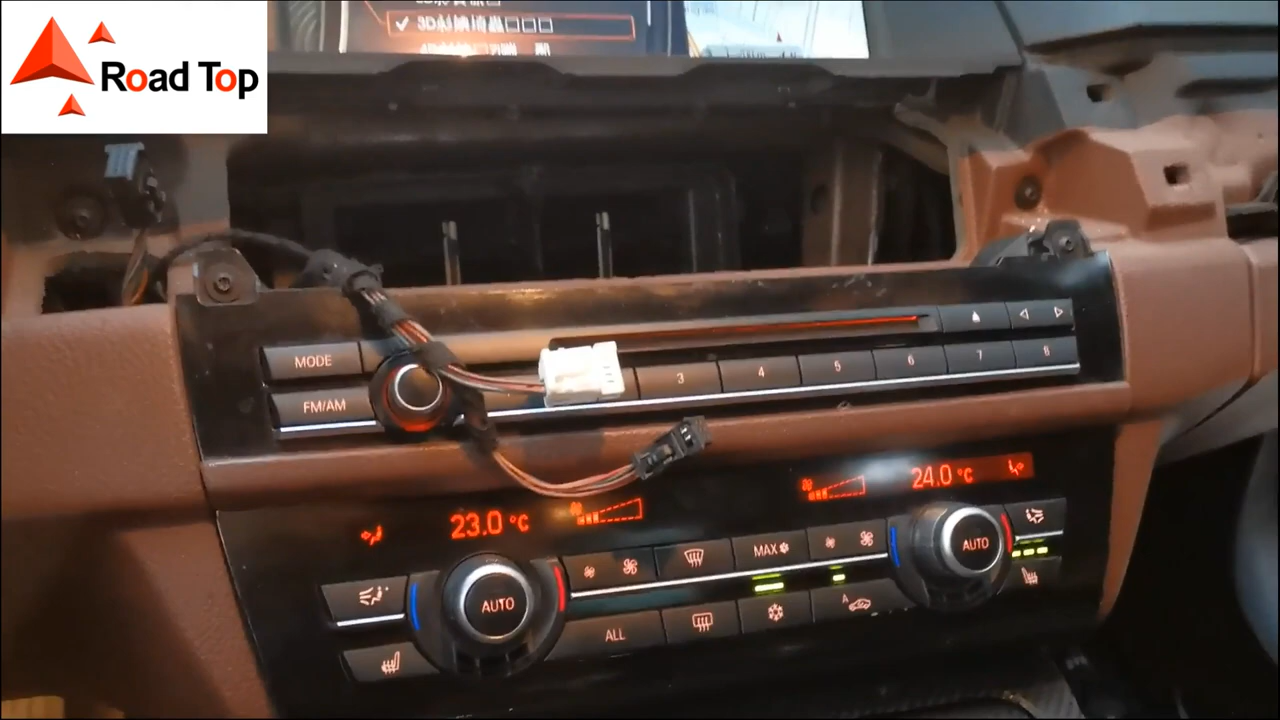 Road Top
MODE
FM/AM
3
4
5
6
7
8
23.0 °C
24.0 °C
MAX
AUTO
AUTO
ALL
A